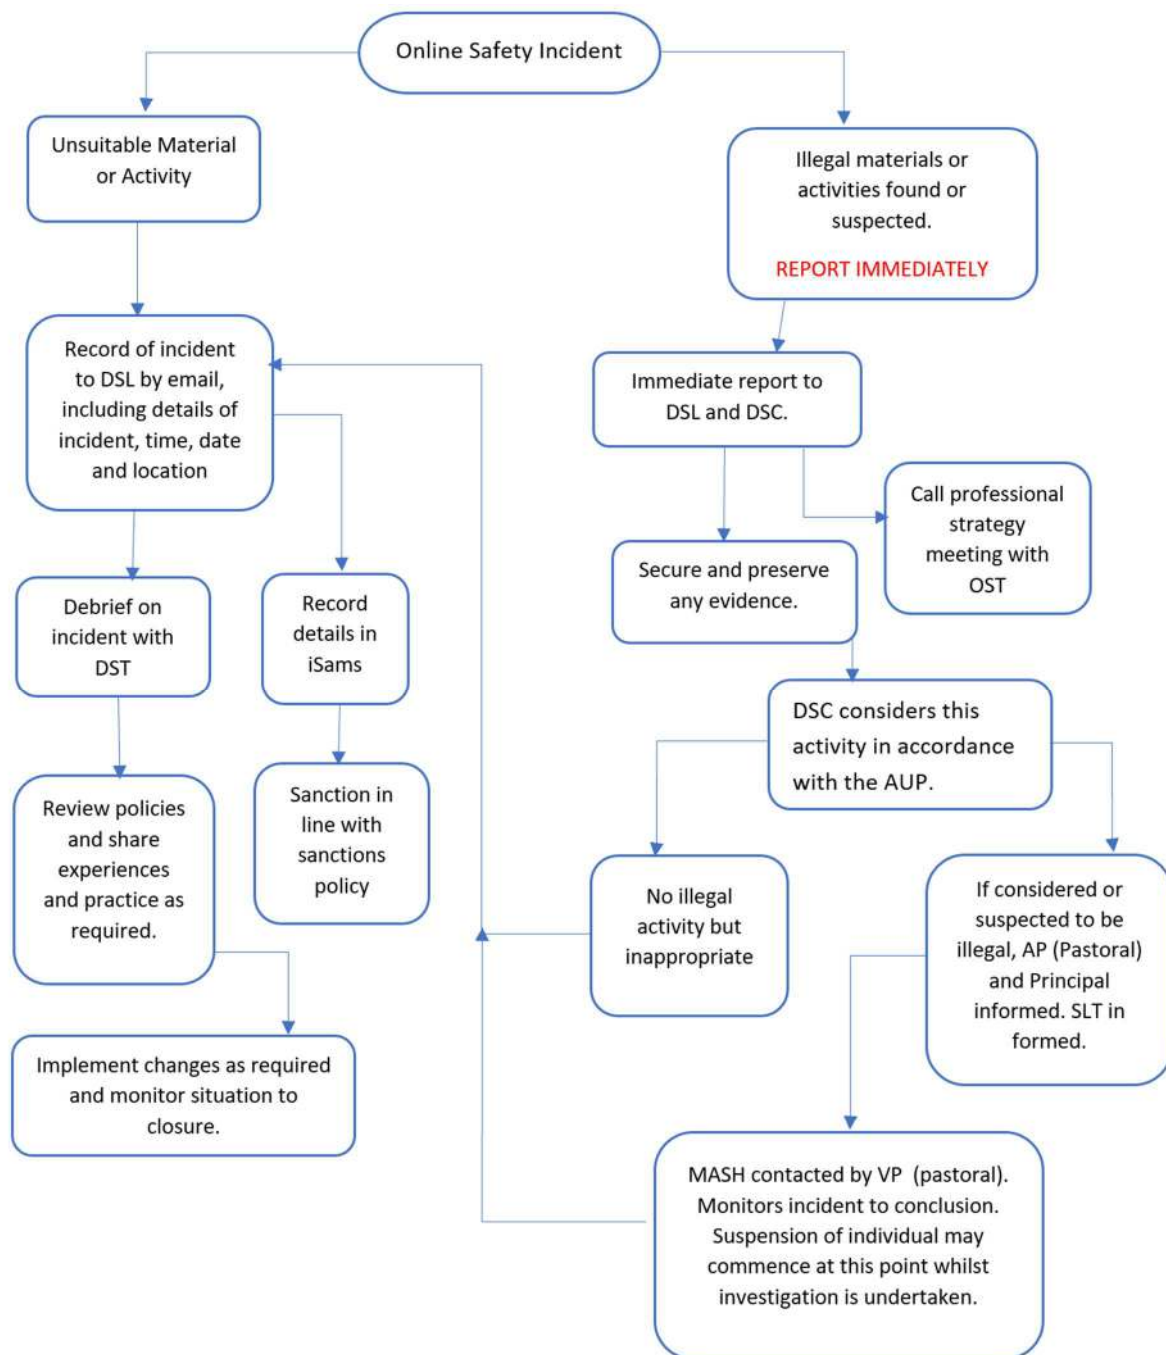 Online Safety Incident
Unsuitable Material
or Activity
Illegal materials or
activities found or
suspected.
REPORT IMMEDIATELY
Record of incident
to DSL by email,
including details of
incident, time, date
and location
Immediate report to
DSL and DSC.
Call professional
strategy
meeting with
OST
Secure and preserve
any evidence.
Debrief on
incident with
DST
Record
details in
iSams
DSC considers this
activity in accordance
with the AUP.
Review policies
and share
experiences
and practice as
required.
Sanction in
line with
sanctions
policy
No illegal
activity but
inappropriate
If considered or
suspected to be
illegal, AP (Pastoral)
and Principal
informed. SLT in
formed.
Implement changes as required
and monitor situation to
closure.
MASH contacted by VP (pastoral).
Monitors incident to conclusion.
Suspension of individual may
commence at this point whilst
investigation is undertaken.